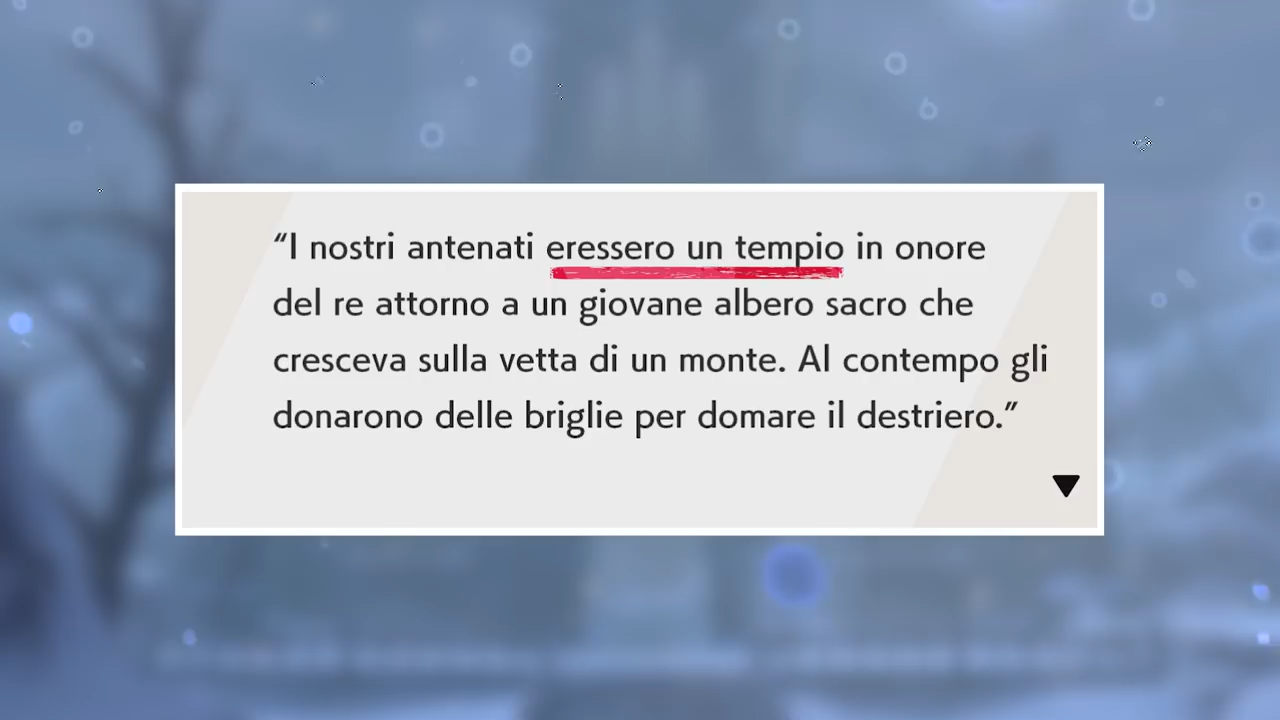 “I nostri antenati eressero un tempio in onore
del re attorno a un giovane albero sacro che
cresceva sulla vetta di un monte. Al contempo gli
donarono delle briglie per domare il destriero.”